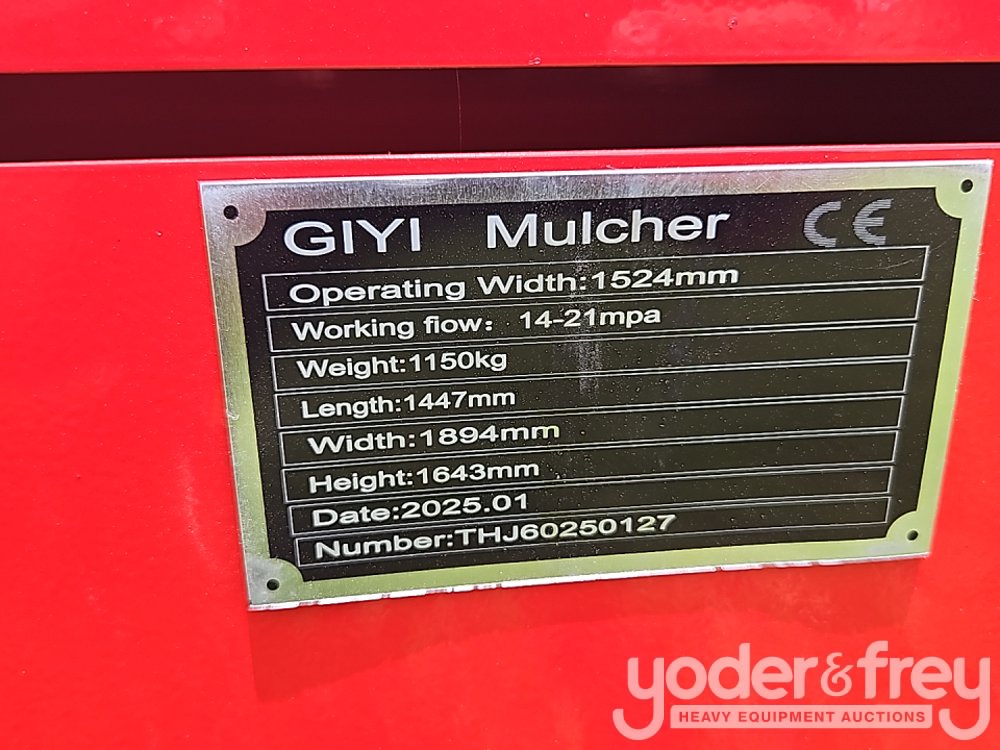 GIYI Mulcher CE
Operating Width:1524mm
Working flow: 14-21mpa
Weight:1150kg
Length:1447mm
Width:1894mm
Height:1643mm
Date:2025.01
Number:THJ60250127
yoder&frey
HEAVY EQUIPMENT AUCTIONS